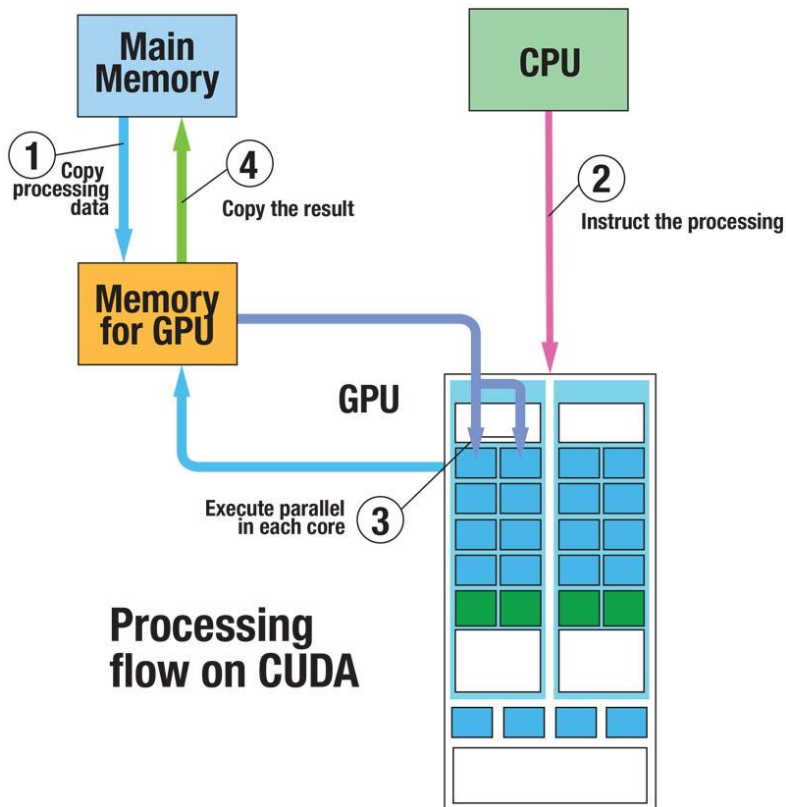 Main
Memory
CPU
1
Copy
processing
data
4
Copy the result
2
Instruct the processing
Memory
for GPU
GPU
Execute parallel
in each core
3
Processing
flow on CUDA